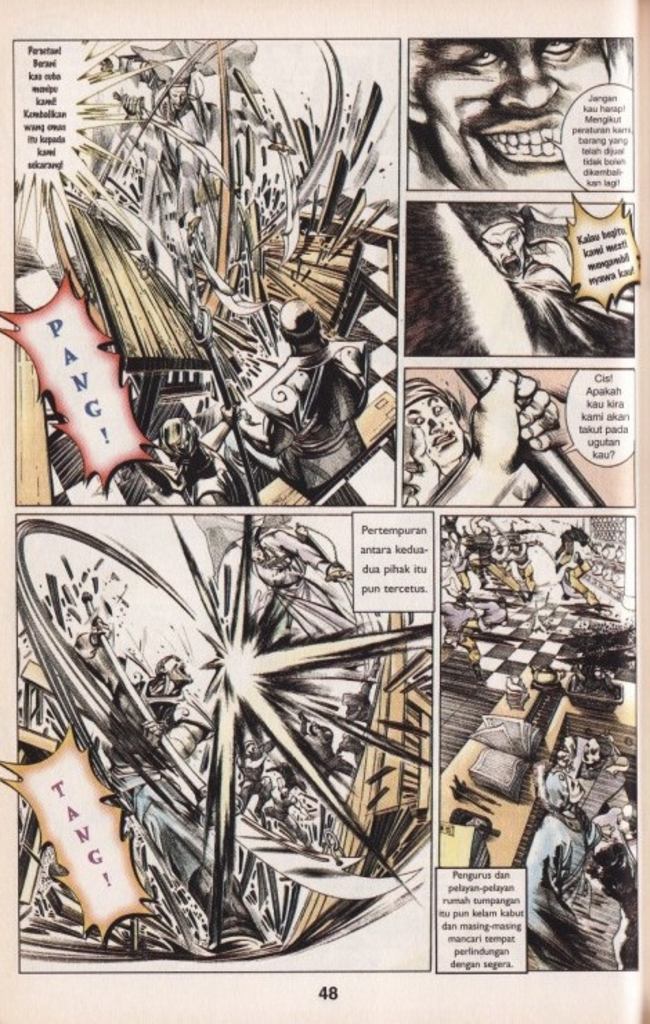 Persetan!
Berani
kau cuba
menipu
kami!
Kembalikan
wang emas
itu kepada
kami
sekarang!
PANG!
Jangan
kau harap!
Mengikut
peraturan kami,
barang yang
telah dijual
tidak boleh
dikembali-
kan lagi!
Kalau begitu,
kami mesti
mengambil
nyawa kau!
Cis!
Apakah
kau kira
kami akan
takut pada
ugutan
kau?
Pertempuran
antara kedua-
dua pihak itu
pun tercetus.
TANG!
Pengurus dan
pelayan-pelayan
rumah tumpangan
itu pun kelam kabut
dan masing-masing
mancari tempat
perlindungan
dengan segera.
48